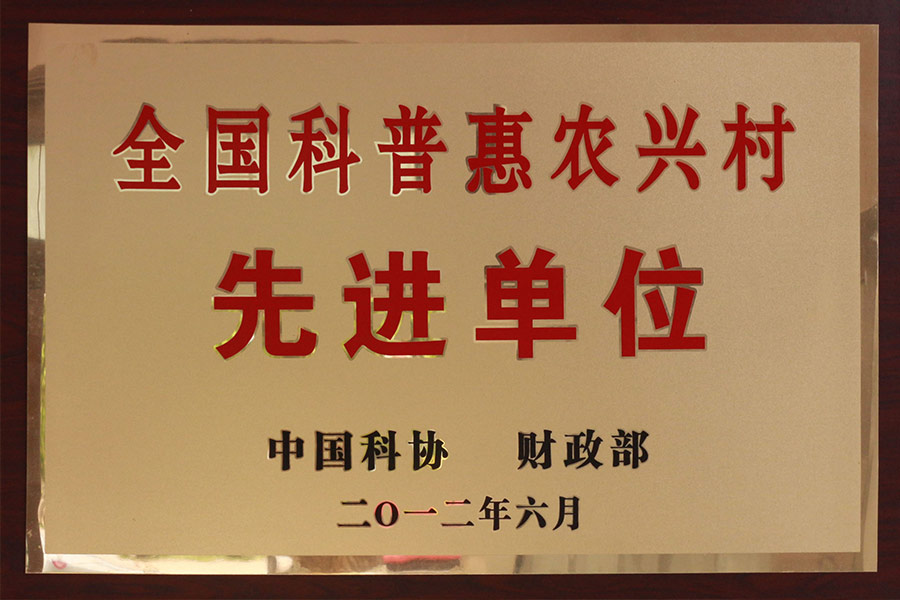 全国科普惠农兴村
先进单位
中国科协 财政部
二〇一二年六月